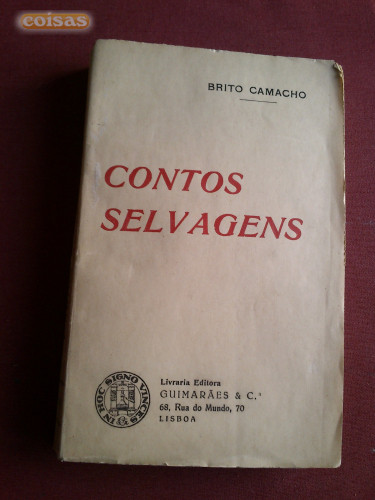 coisas
BRITO CAMACHO
CONTOS
SELVAGENS
IN HOC SIGNO VINCES
G
Livraria Editora
GUIMARÃES & C.ª
68, Rua do Mundo, 70
LISBOA